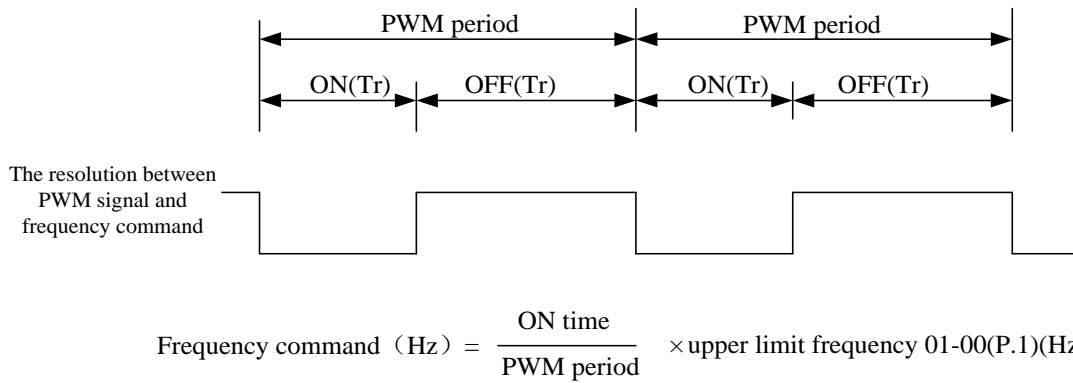 PWM period PWM period
ON(Tr) OFF(Tr) ON(Tr) OFF(Tr)
The resolution between
PWM signal and
frequency command
Frequency command（Hz）= ON time / PWM period ×upper limit frequency 01-00(P.1)(Hz